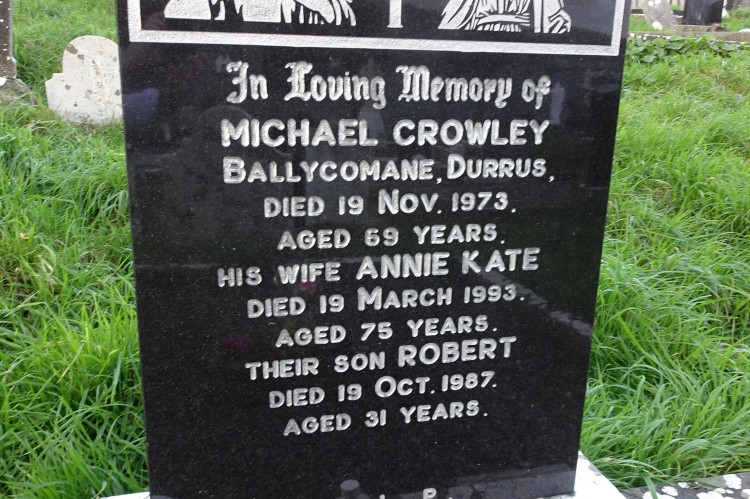 In Loving Memory of
MICHAEL CROWLEY
BALLYCOMANE, DURRUS,
DIED 19 NOV. 1973.
AGED 69 YEARS.
HIS WIFE ANNIE KATE
DIED 19 MARCH 1993.
AGED 75 YEARS.
THEIR SON ROBERT
DIED 19 OCT. 1987.
AGED 31 YEARS.